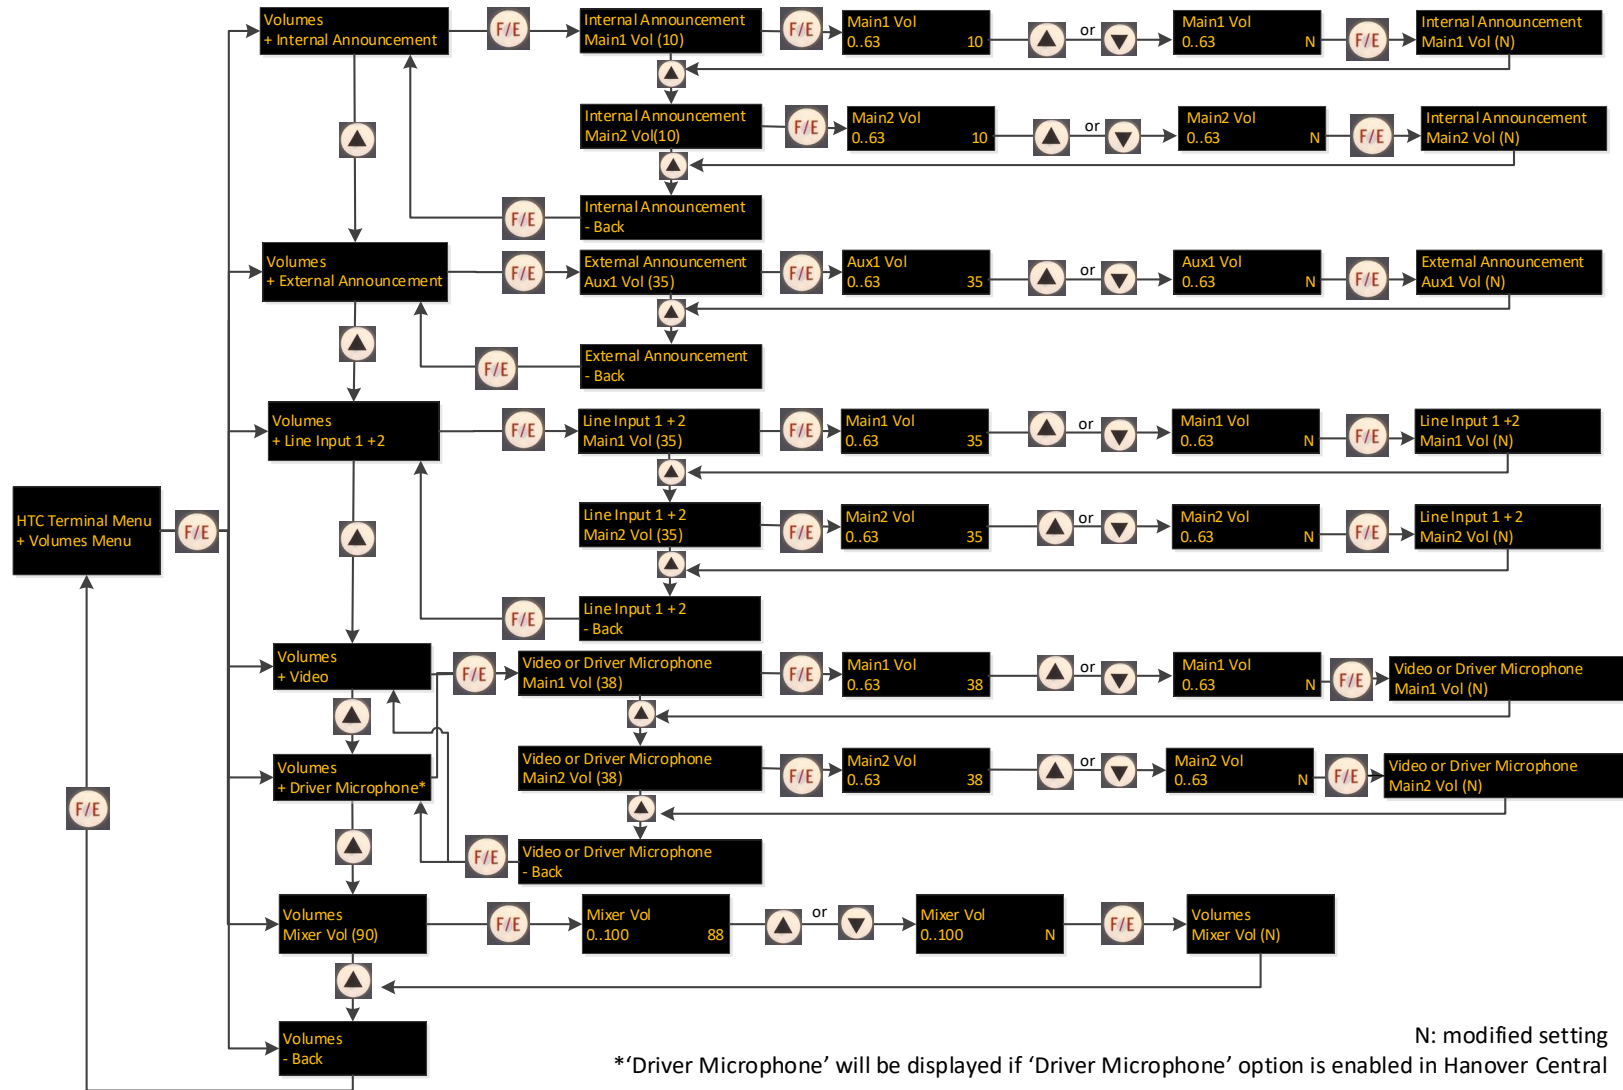 Volumes
+ Internal Announcement
F/E
Internal Announcement
Main1 Vol (10)
F/E
Main1 Vol
0..63 10
or
Main1 Vol
0..63 N
F/E
Internal Announcement
Main1 Vol (N)
Internal Announcement
Main2 Vol(10)
F/E
Main2 Vol
0..63 10
or
Main2 Vol
0..63 N
F/E
Internal Announcement
Main2 Vol (N)
F/E
Internal Announcement
- Back
Volumes
+ External Announcement
F/E
External Announcement
Aux1 Vol (35)
F/E
Aux1 Vol
0..63 35
or
Aux1 Vol
0..63 N
F/E
External Announcement
Aux1 Vol (N)
F/E
External Announcement
- Back
Volumes
+ Line Input 1 +2
F/E
Line Input 1 + 2
Main1 Vol (35)
F/E
Main1 Vol
0..63 35
or
Main1 Vol
0..63 N
F/E
Line Input 1 +2
Main1 Vol (N)
HTC Terminal Menu
+ Volumes Menu
F/E
Line Input 1 + 2
Main2 Vol (35)
F/E
Main2 Vol
0..63 35
or
Main2 Vol
0..63 N
F/E
Line Input 1 + 2
Main2 Vol (N)
F/E
Line Input 1 + 2
- Back
Volumes
+ Video
F/E
Video or Driver Microphone
Main1 Vol (38)
F/E
Main1 Vol
0..63 38
or
Main1 Vol
0..63 N
F/E
Video or Driver Microphone
Main1 Vol (N)
Volumes
+ Driver Microphone*
Video or Driver Microphone
Main2 Vol (38)
F/E
Main2 Vol
0..63 38
or
Main2 Vol
0..63 N
F/E
Video or Driver Microphone
Main2 Vol (N)
F/E
F/E
Video or Driver Microphone
- Back
Volumes
Mixer Vol (90)
F/E
Mixer Vol
0..100 88
or
Mixer Vol
0..100 N
F/E
Volumes
Mixer Vol (N)
Volumes
- Back
N: modified setting
*‘Driver Microphone’ will be displayed if ‘Driver Microphone’ option is enabled in Hanover Central